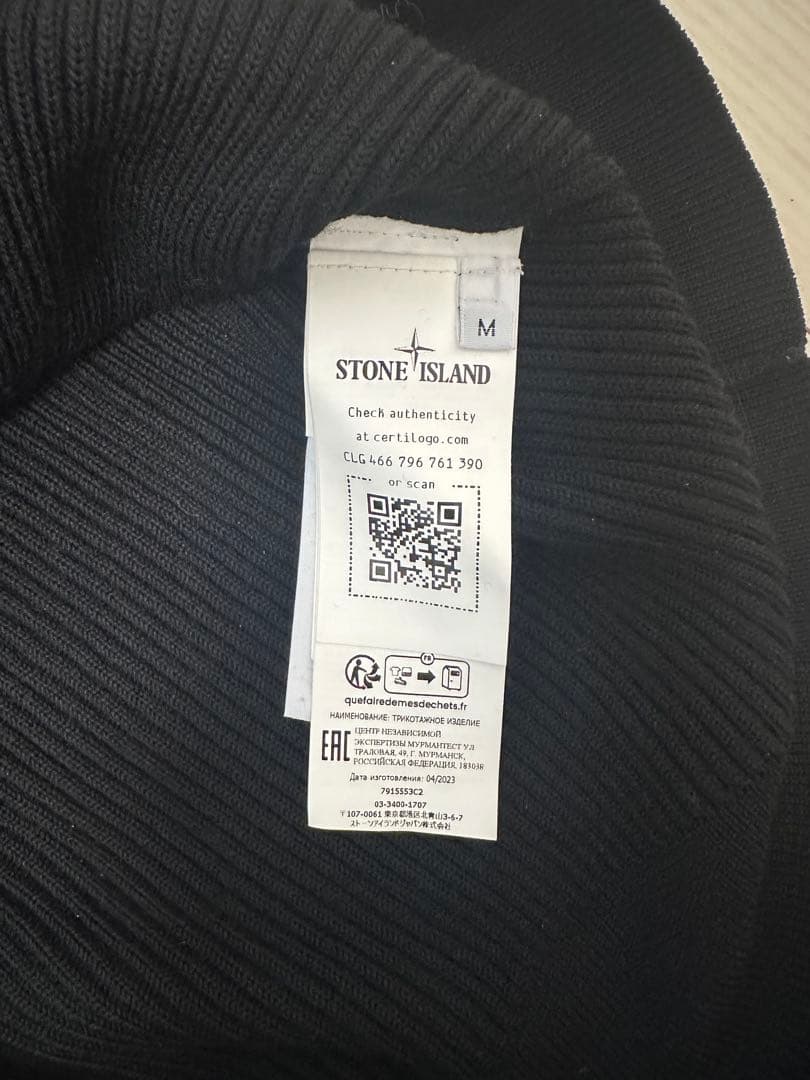 M
STONE ISLAND
Check authenticity
at certilogo.com
CLG 466 796 761 390
or scan
FR
quefairedemesdechets.fr
НАИМЕНОВАНИЕ: ТРИКОТАЖНОЕ ИЗДЕЛИЕ
EAC
ЦЕНТР НЕЗАВИСИМОЙ
ЭКСПЕРТИЗЫ МУРМАНТЕСТ УЛ
ТРАЛОВАЯ, 49, Г. МУРМАНСК,
РОССИЙСКАЯ ФЕДЕРАЦИЯ, 183038
Дата изготовления: 04/2023
7915553C2
03-3400-1707
〒107-0061 東京都港区北青山3-6-7
ストーンアイランドジャパン株式会社